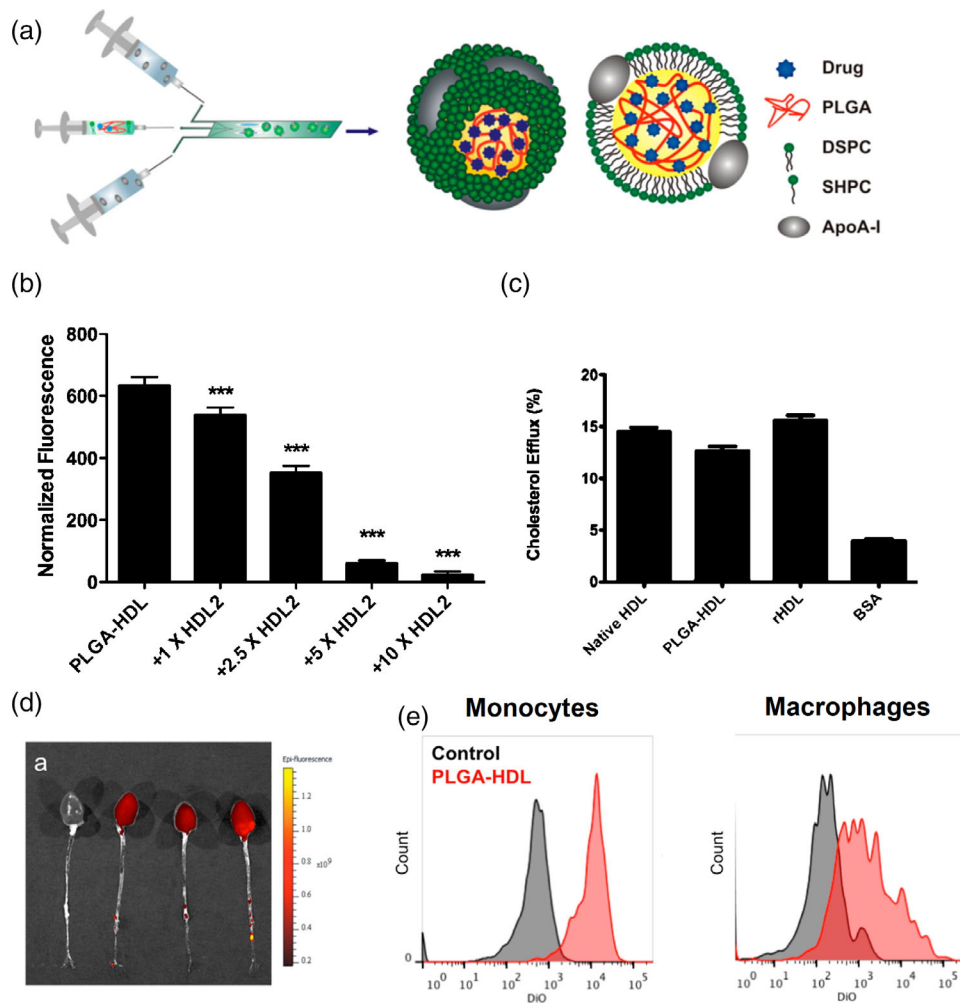 (a)
Drug
PLGA
DSPC
SHPC
ApoA-I
(b)
Normalized Fluorescence
800
600
400
200
0
***
***
***
***
PLGA-HDL
+1 X HDL2
+2.5 X HDL2
+5 X HDL2
+10 X HDL2
(c)
Cholesterol Efflux (%)
20
15
10
5
0
Native HDL
PLGA-HDL
rHDL
BSA
(d)
a
Epi-fluorescence
1.2
1.0
0.8
x10⁹
0.6
0.4
0.2
(e)
Monocytes
Control
PLGA-HDL
Count
0
10⁰ 10¹ 10² 10³ 10⁴ 10⁵
DiO
Macrophages
Count
10⁰ 10¹ 10² 10³ 10⁴ 10⁵
DiO